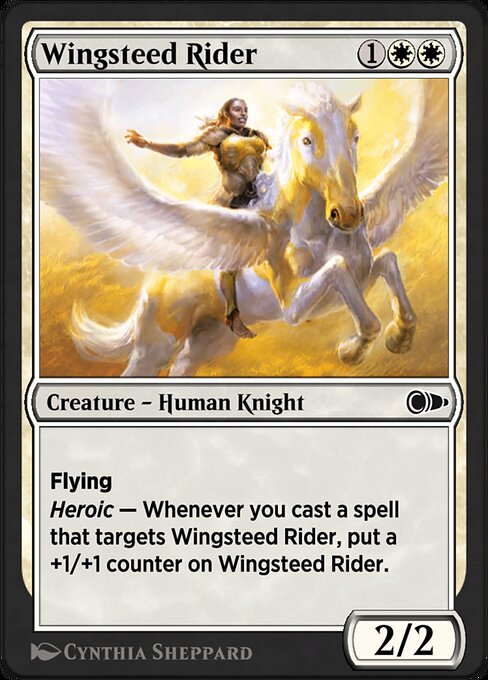 Wingsteed Rider 1
Creature – Human Knight
Flying
Heroic — Whenever you cast a spell
that targets Wingsteed Rider, put a
+1/+1 counter on Wingsteed Rider.
2/2
Cynthia Sheppard